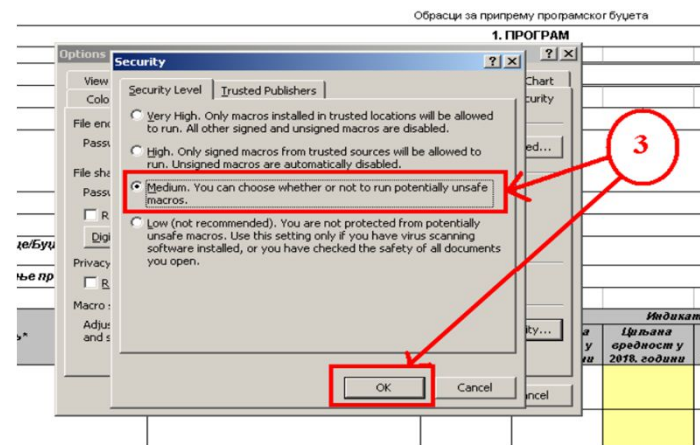 Обрасци за припрему програмског буџета
1. ПРОГРАМ
Options
Security
View
Chart
Security Level
Trusted Publishers
Colo
curity
Very High. Only macros installed in trusted locations will be allowed
to run. All other signed and unsigned macros are disabled.
File enc
Passw
ed...
3
High. Only signed macros from trusted sources will be allowed to
run. Unsigned macros are automatically disabled.
File sha
Passw
Medium. You can choose whether or not to run potentially unsafe
macros.
R
Digi
Low (not recommended). You are not protected from potentially
unsafe macros. Use this setting only if you have virus scanning
software installed, or you have checked the safety of all documents
you open.
Privacy
R
Macro s
Adjus
and s
ity...
Циљана
вредност у
2018. години
OK
Cancel
ncel